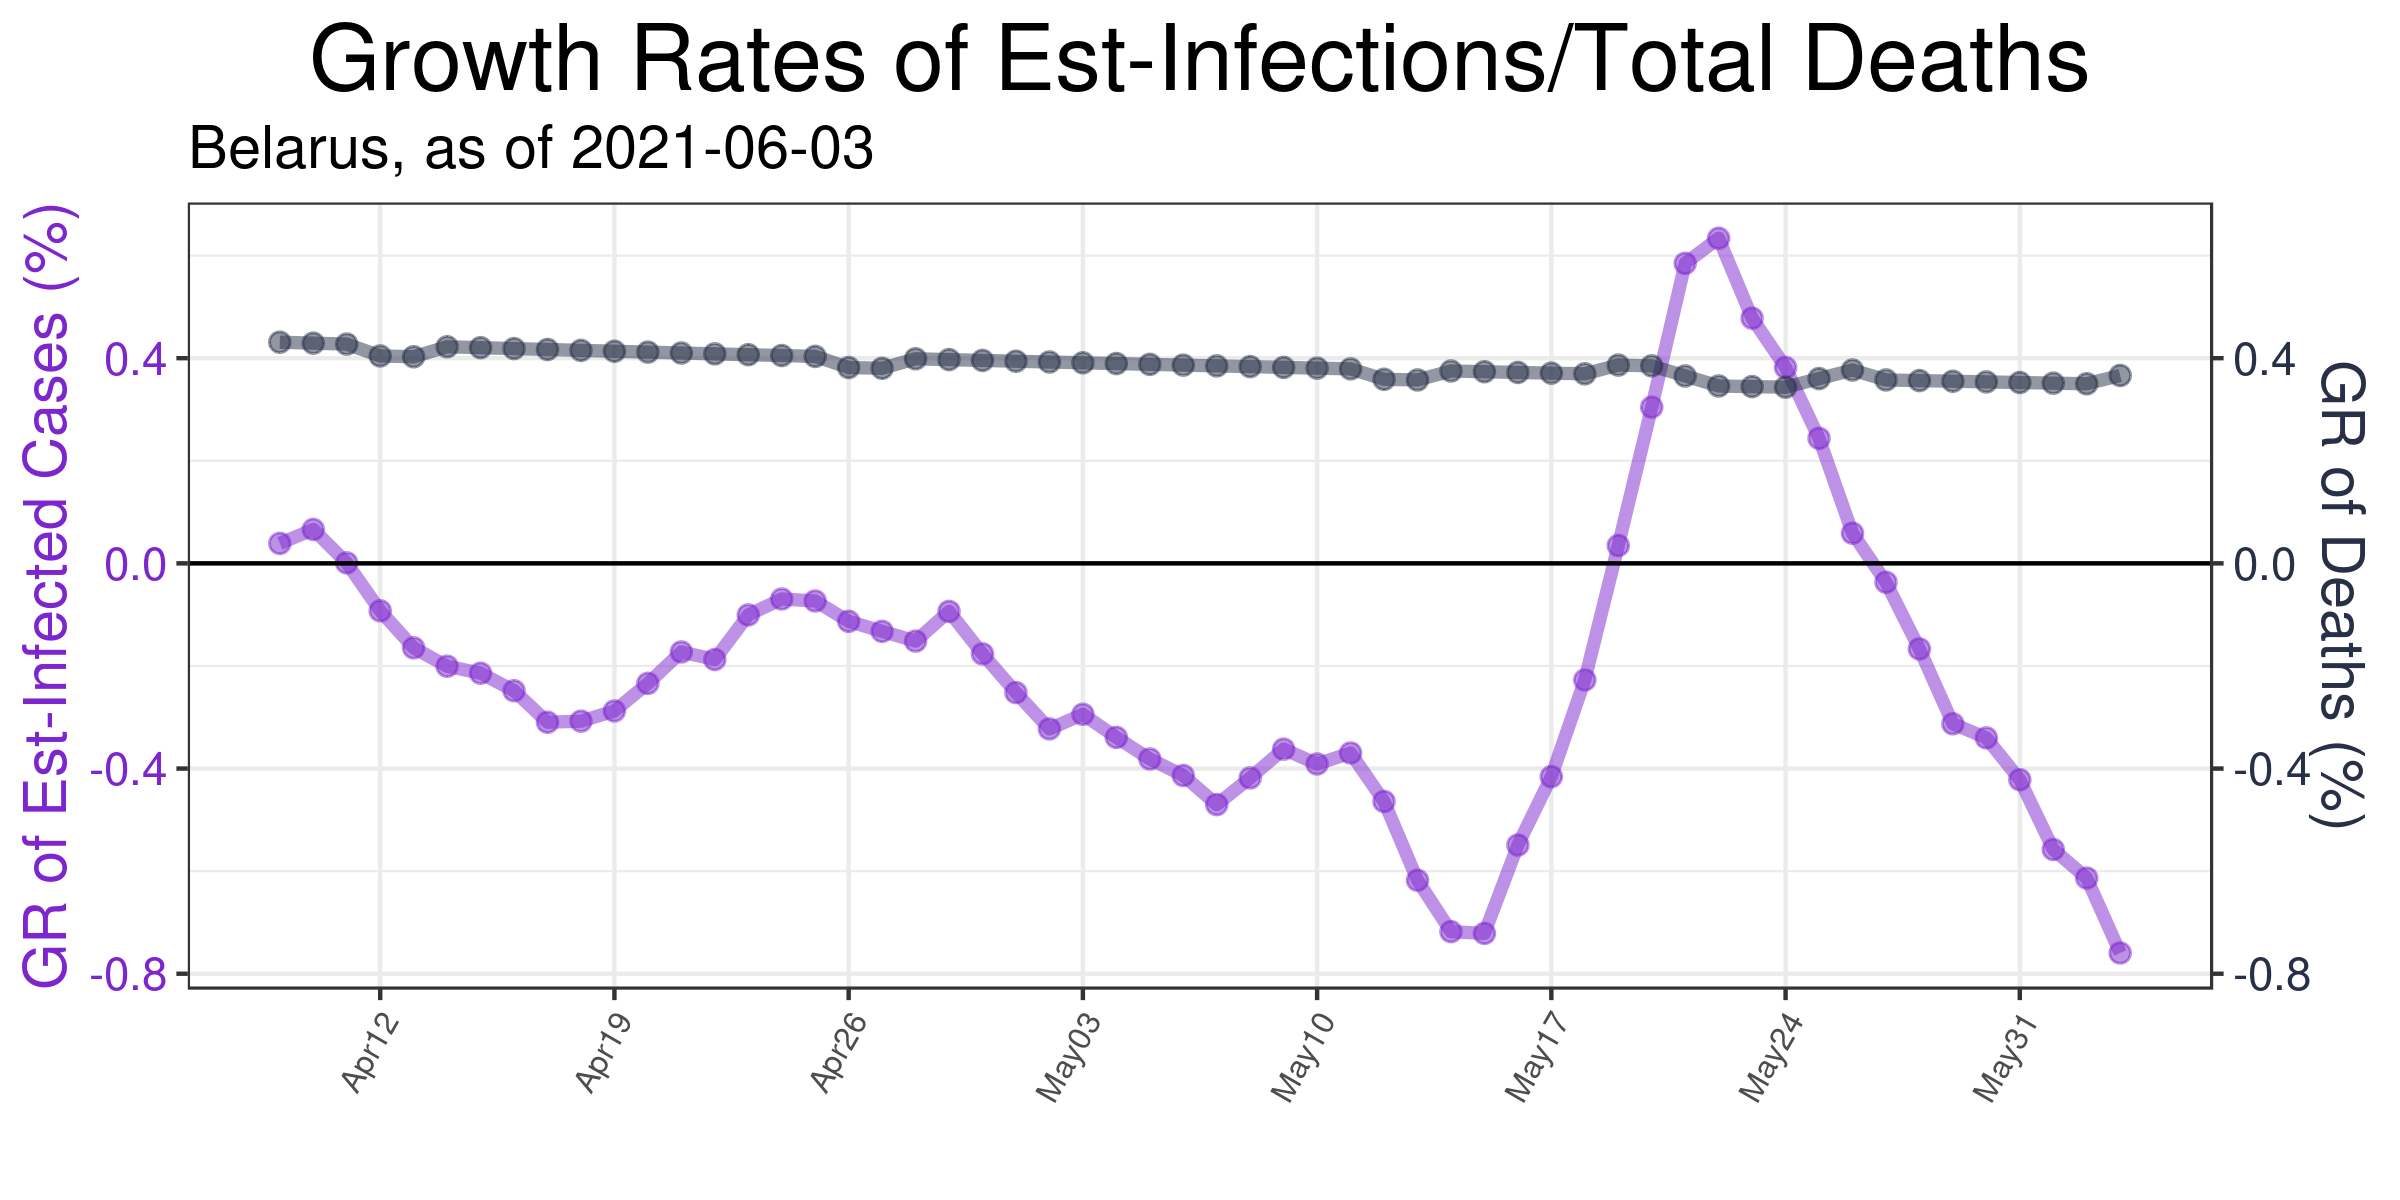 Growth Rates of Est-Infections/Total Deaths
Belarus, as of 2021-06-03
GR of Est-Infected Cases (%)
0.4
0.0
-0.4
-0.8
0.4
0.0
-0.4
-0.8
GR of Deaths (%)
Apr12
Apr19
Apr26
May03
May10
May17
May24
May31